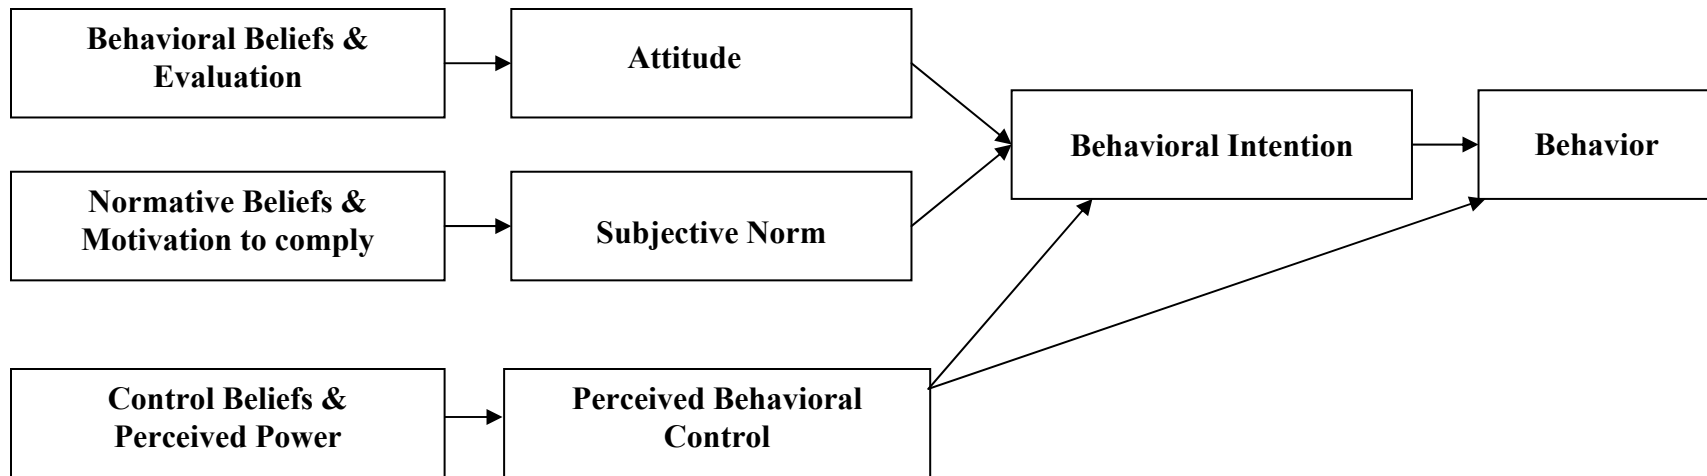 Behavioral Beliefs &
Evaluation
Attitude
Normative Beliefs &
Motivation to comply
Subjective Norm
Control Beliefs &
Perceived Power
Perceived Behavioral
Control
Behavioral Intention
Behavior